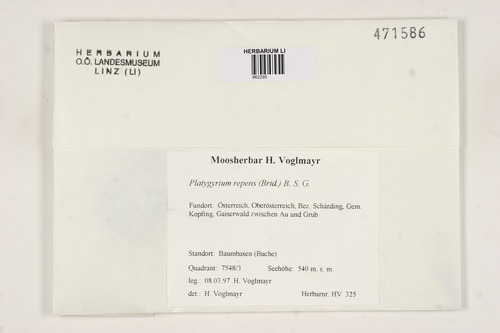 HERBARIUM
O.Ö. LANDESMUSEUM
LINZ (LI)
HERBARIUM LI
862295
471586
Moosherbar H. Voglmayr
Platygyrium repens (Brid.) B. S. G.
Fundort: Österreich, Oberösterreich, Bez. Schärding, Gem.
Kopfing, Gaiserwald zwischen Au und Grub
Standort: Baumbasen (Buche)
Quadrant: 7548/3 Seehöhe: 540 m. s. m.
leg.: 08.03.97 H. Voglmayr
det.: H. Voglmayr Herbarnr. HV 325